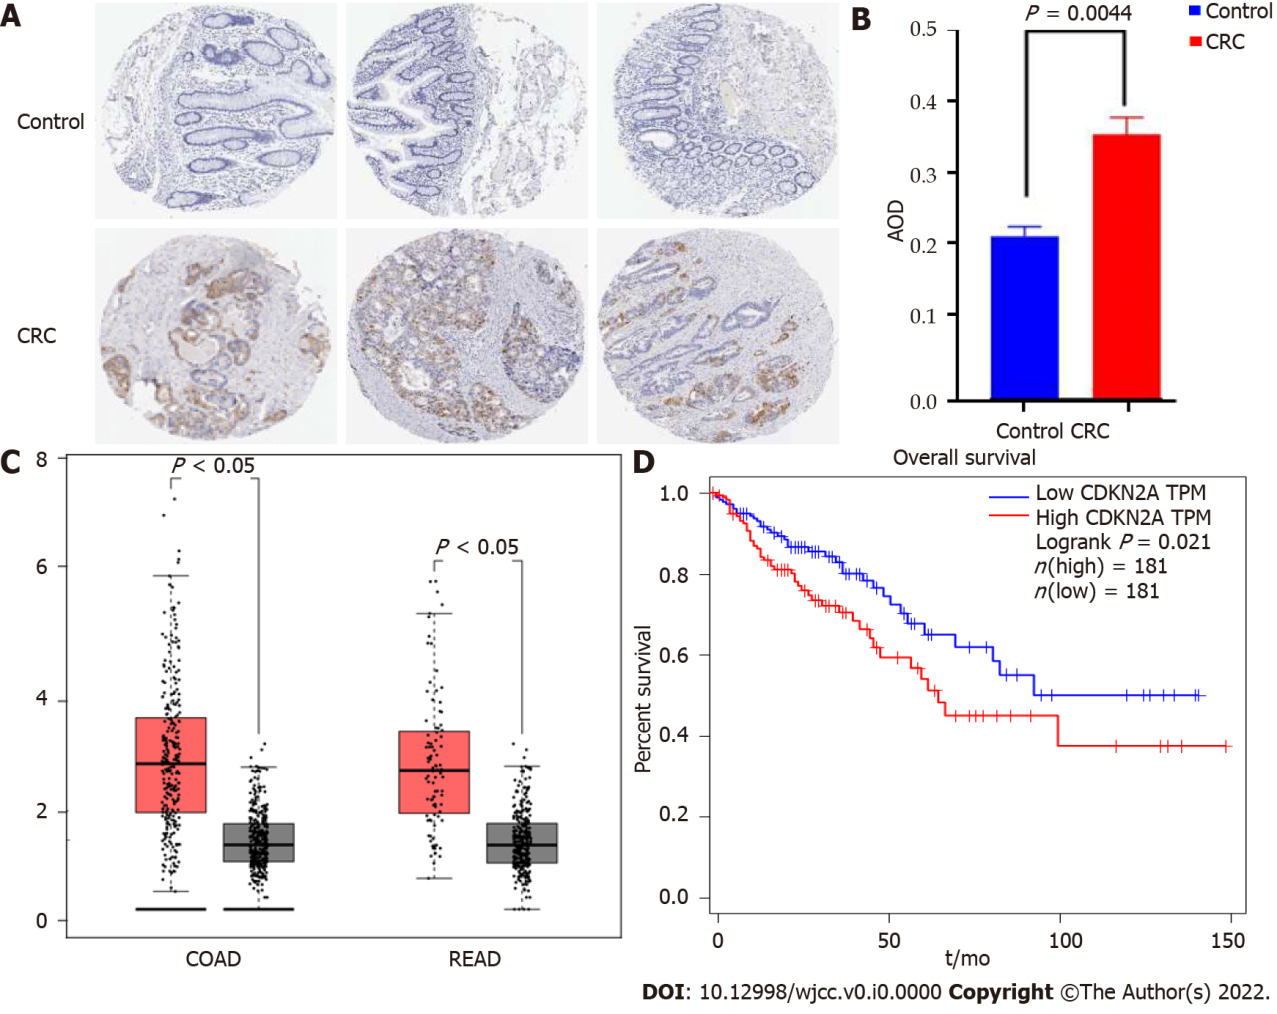 A
Control
CRC
B
P = 0.0044
Control
CRC
0.5
0.4
0.3
0.2
0.1
0.0
AOD
Control CRC
C
8
6
4
2
0
P < 0.05
P < 0.05
COAD
READ
D
Overall survival
Low CDKN2A TPM
High CDKN2A TPM
Logrank P = 0.021
n(high) = 181
n(low) = 181
1.0
0.8
0.6
0.4
0.2
0.0
Percent survival
0 50 100 150
t/mo
DOI: 10.12998/wjcc.v0.i0.0000 Copyright ©The Author(s) 2022.